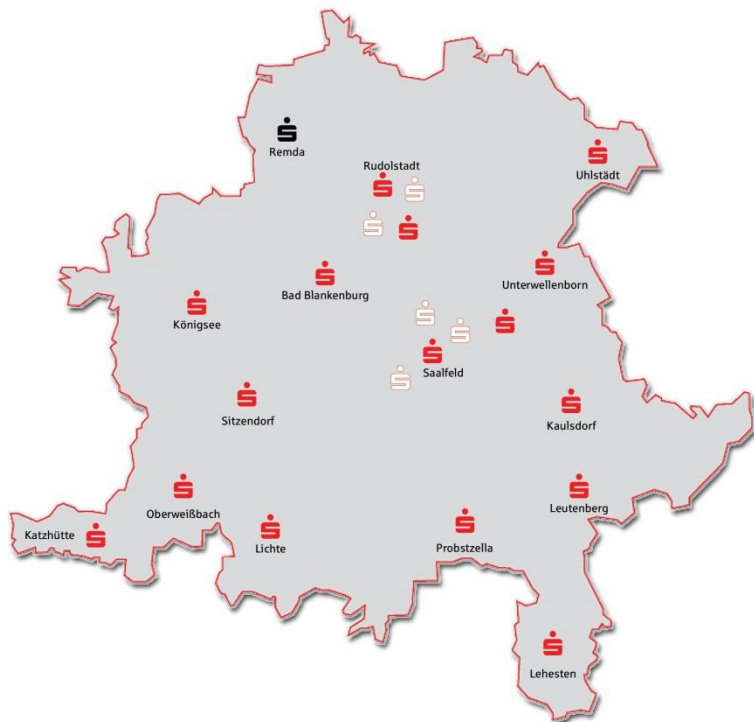 Remda
Rudolstadt
Uhlstädt
Bad Blankenburg
Unterwellenborn
Königsee
Saalfeld
Sitzendorf
Kaulsdorf
Oberweißbach
Leutenberg
Katzhütte
Lichte
Probstzella
Lehesten